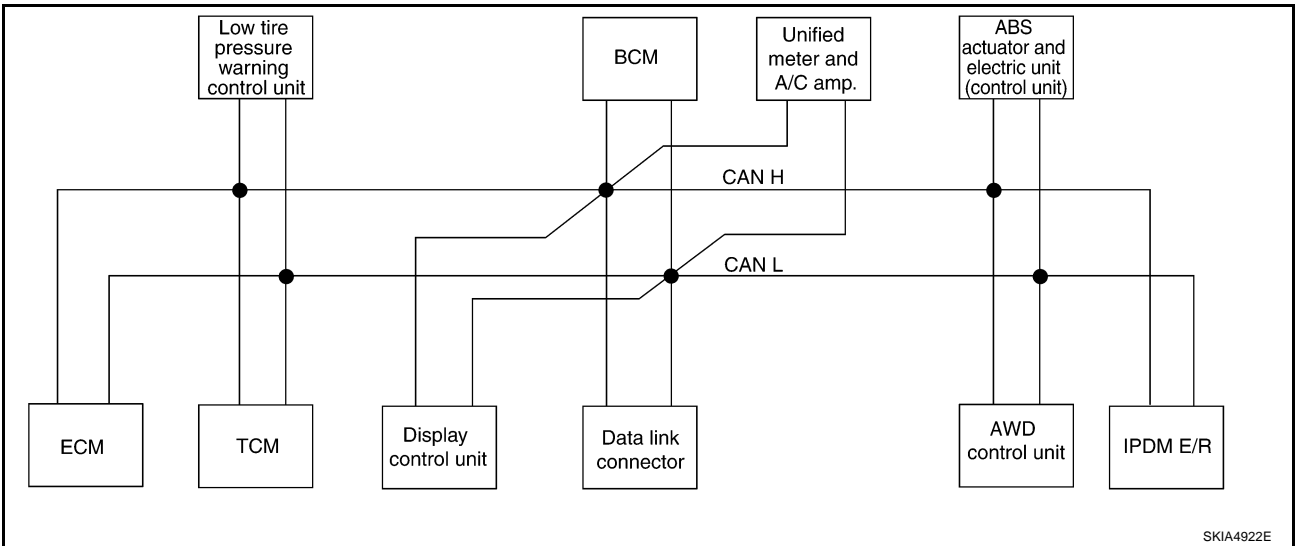 Low tire
pressure
warning
control unit
BCM
Unified
meter and
A/C amp.
ABS
actuator and
electric unit
(control unit)
CAN H
CAN L
ECM
TCM
Display
control unit
Data link
connector
AWD
control unit
IPDM E/R
SKIA4922E